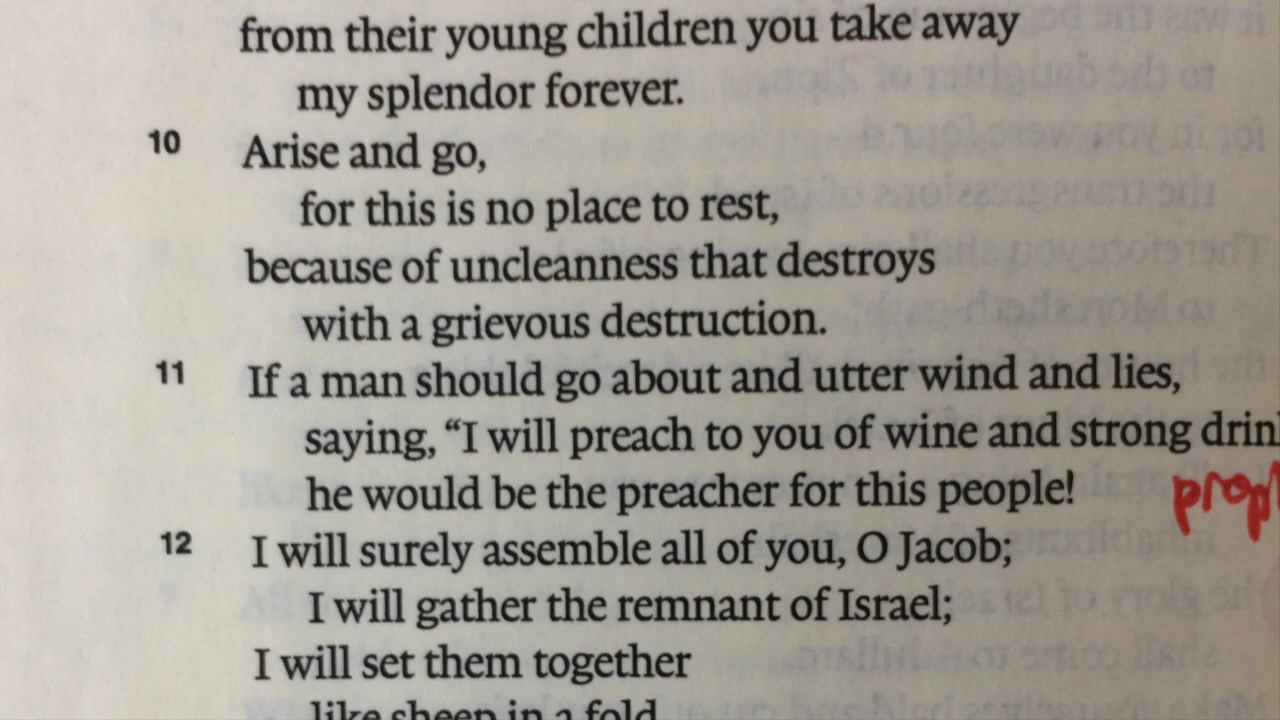 from their young children you take away
my splendor forever.
10 Arise and go,
for this is no place to rest,
because of uncleanness that destroys
with a grievous destruction.
11 If a man should go about and utter wind and lies,
saying, “I will preach to you of wine and strong drin
he would be the preacher for this people!
12 I will surely assemble all of you, O Jacob;
I will gather the remnant of Israel;
I will set them together
like sheep in a fold